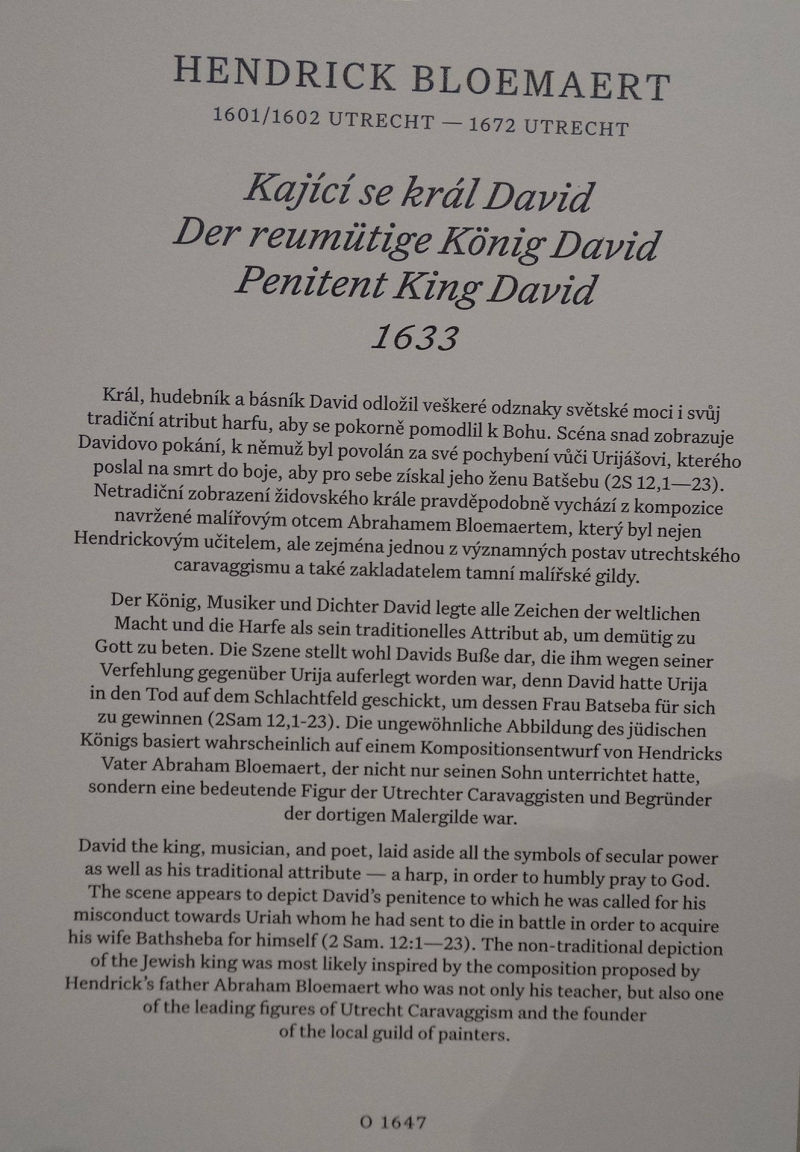 HENDRICK BLOEMAERT
1601/1602 UTRECHT — 1672 UTRECHT
Kající se král David
Der reumütige König David
Penitent King David
1633
Král, hudebník a básník David odložil veškeré odznaky světské moci i svůj
tradiční atribut harfu, aby se pokorně pomodlil k Bohu. Scéna snad zobrazuje
Davidovo pokání, k němuž byl povolán za své pochybení vůči Urijášovi, kterého
poslal na smrt do boje, aby pro sebe získal jeho ženu Batšebu (2S 12,1—23).
Netradiční zobrazení židovského krále pravděpodobně vychází z kompozice
navržené malířovým otcem Abrahamem Bloemaertem, který byl nejen
Hendrickovým učitelem, ale zejména jednou z významných postav utrechtského
caravaggismu a také zakladatelem tamní malířské gildy.
Der König, Musiker und Dichter David legte alle Zeichen der weltlichen
Macht und die Harfe als sein traditionelles Attribut ab, um demütig zu
Gott zu beten. Die Szene stellt wohl Davids Buße dar, die ihm wegen seiner
Verfehlung gegenüber Urija auferlegt worden war, denn David hatte Urija
in den Tod auf dem Schlachtfeld geschickt, um dessen Frau Batseba für sich
zu gewinnen (2Sam 12,1-23). Die ungewöhnliche Abbildung des jüdischen
Königs basiert wahrscheinlich auf einem Kompositionsentwurf von Hendricks
Vater Abraham Bloemaert, der nicht nur seinen Sohn unterrichtet hatte,
sondern eine bedeutende Figur der Utrechter Caravaggisten und Begründer
der dortigen Malergilde war.
David the king, musician, and poet, laid aside all the symbols of secular power
as well as his traditional attribute — a harp, in order to humbly pray to God.
The scene appears to depict David's penitence to which he was called for his
misconduct towards Uriah whom he had sent to die in battle in order to acquire
his wife Bathsheba for himself (2 Sam. 12:1—23). The non-traditional depiction
of the Jewish king was most likely inspired by the composition proposed by
Hendrick's father Abraham Bloemaert who was not only his teacher, but also one
of the leading figures of Utrecht Caravaggism and the founder
of the local guild of painters.
O 1647